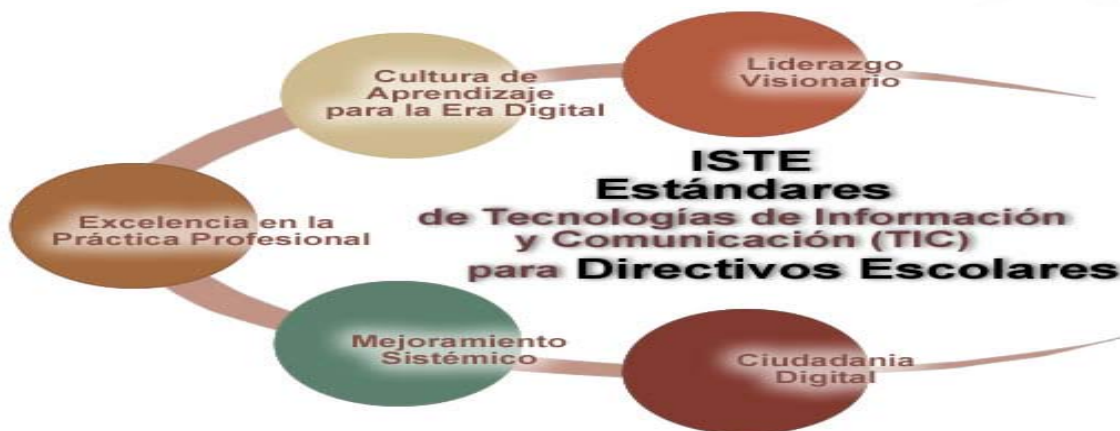 Liderazgo
Visionario
Cultura de
Aprendizaje
para la Era Digital
ISTE
Estándares
de Tecnologías de Información
y Comunicación (TIC)
para Directivos Escolares
Excelencia en la
Práctica Profesional
Mejoramiento
Sistémico
Ciudadania
Digital